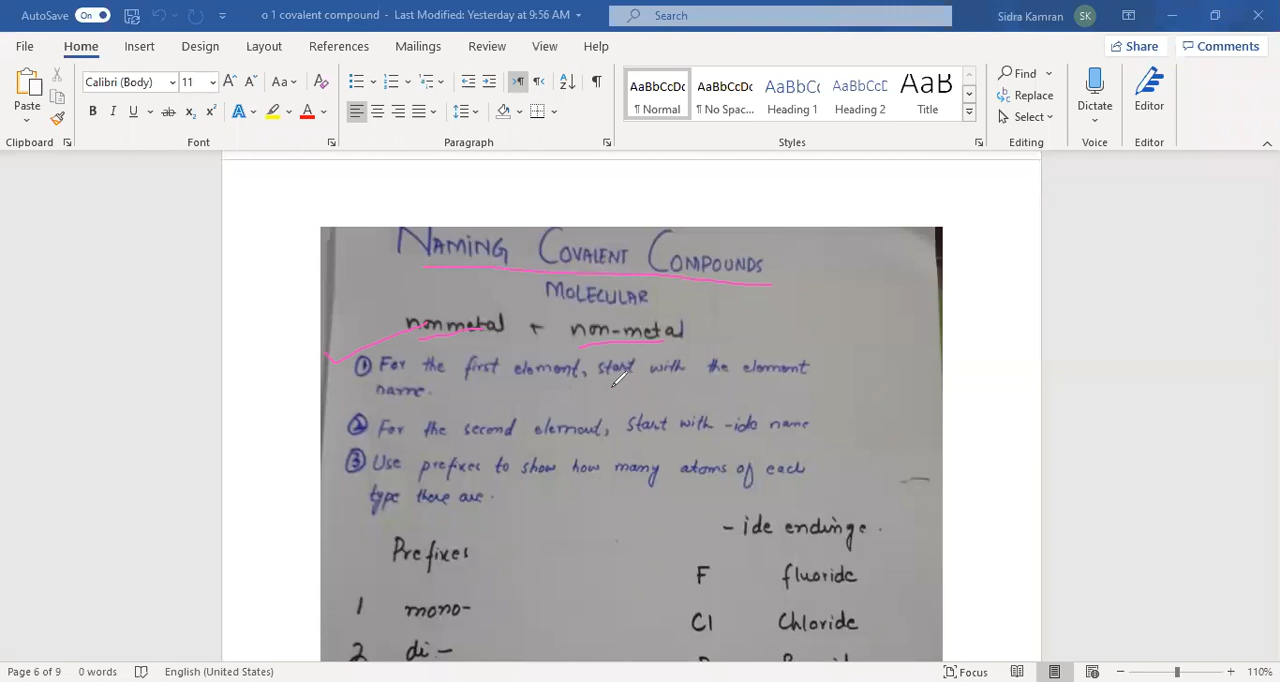 AutoSave On o 1 covalent compound - Last Modified: Yesterday at 9:56 AM Search Sidra Kamran SK
File Home Insert Design Layout References Mailings Review View Help Share Comments
Paste Calibri (Body) 11 A A Aa AaBbCcDc AaBbCcDc AaBbCc AaBbCcD AaB Find Dictate Editor
B I U ab x₂ x² A A ¶ Normal ¶ No Spac... Heading 1 Heading 2 Title Replace
Select
Clipboard Font Paragraph Styles Editing Voice Editor
NAMING COVALENT COMPOUNDS
MOLECULAR
nonmetal + non-metal
① For the first element, start with the element
name.
② For the second element, start with -ide name
③ Use prefixes to show how many atoms of each
type there are.
-ide endings.
Prefixes
F fluoride
1 mono-
Cl Chloride
2 di-
Page 6 of 9 0 words English (United States) Focus 110%